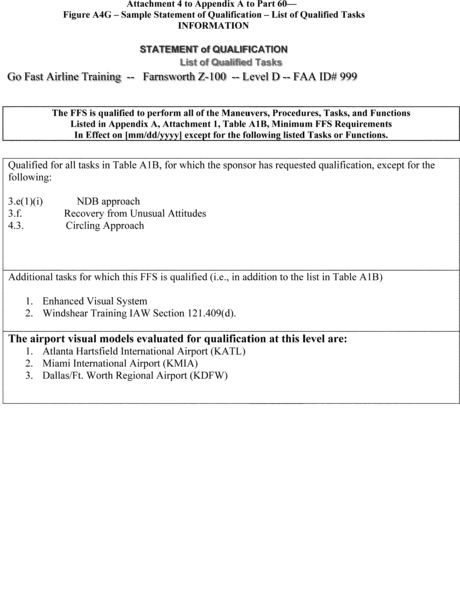 Attachment 4 to Appendix A to Part 60—
Figure A4G – Sample Statement of Qualification – List of Qualified Tasks
INFORMATION
STATEMENT of QUALIFICATION
List of Qualified Tasks
Go Fast Airline Training -- Farnsworth Z-100 -- Level D -- FAA ID# 999
The FFS is qualified to perform all of the Maneuvers, Procedures, Tasks, and Functions
Listed in Appendix A, Attachment 1, Table A1B, Minimum FFS Requirements
In Effect on [mm/dd/yyyy] except for the following listed Tasks or Functions.
Qualified for all tasks in Table A1B, for which the sponsor has requested qualification, except for the
following:
3.e(1)(i) NDB approach
3.f. Recovery from Unusual Attitudes
4.3. Circling Approach
Additional tasks for which this FFS is qualified (i.e., in addition to the list in Table A1B)
1. Enhanced Visual System
2. Windshear Training IAW Section 121.409(d).
The airport visual models evaluated for qualification at this level are:
1. Atlanta Hartsfield International Airport (KATL)
2. Miami International Airport (KMIA)
3. Dallas/Ft. Worth Regional Airport (KDFW)